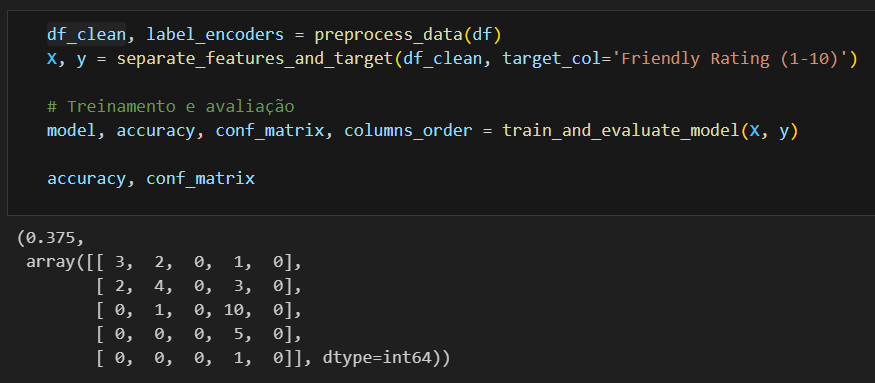 df_clean, label_encoders = preprocess_data(df)
X, y = separate_features_and_target(df_clean, target_col='Friendly Rating (1-10)')
# Treinamento e avaliação
model, accuracy, conf_matrix, columns_order = train_and_evaluate_model(X, y)
accuracy, conf_matrix
(0.375,
 array([[ 3,  2,  0,  1,  0],
        [ 2,  4,  0,  3,  0],
        [ 0,  1,  0, 10,  0],
        [ 0,  0,  0,  5,  0],
        [ 0,  0,  0,  1,  0]], dtype=int64))